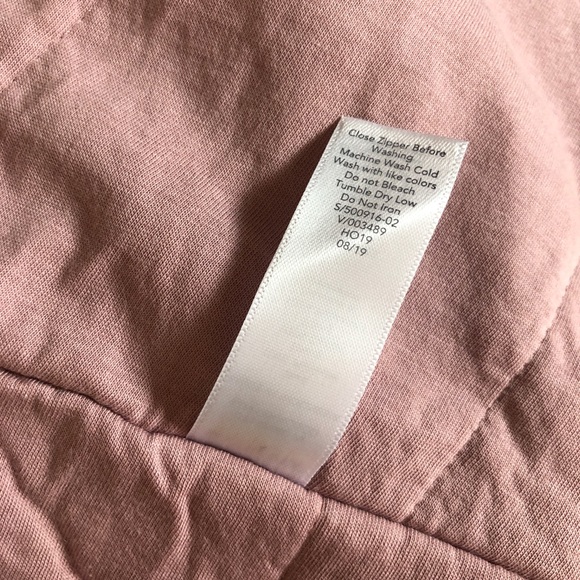 Close Zipper Before
Washing
Machine Wash Cold
Wash with like colors
Do not Bleach
Tumble Dry Low
Do Not Iron
S/500916-02
V/003489
HO19
08/19